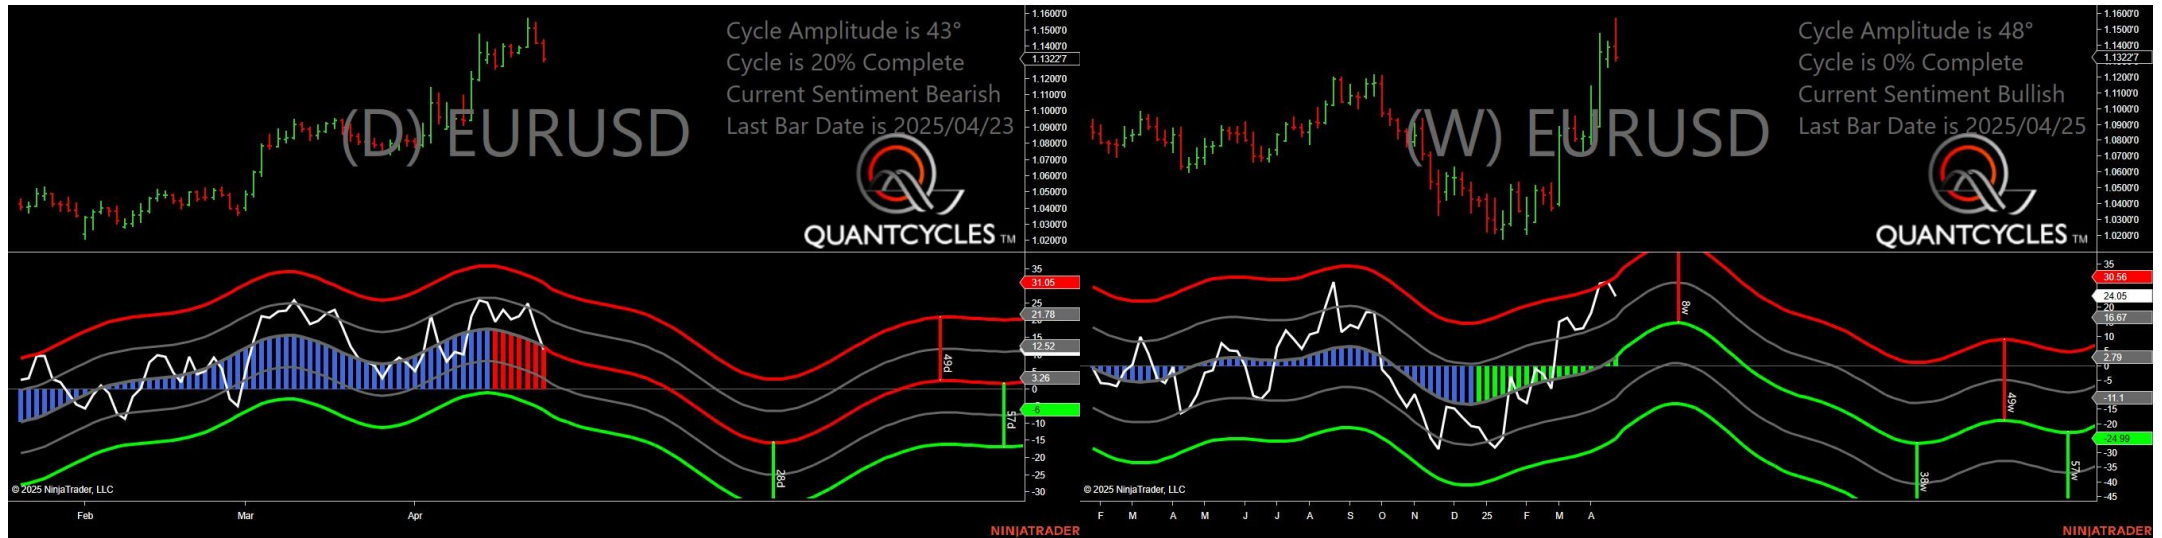 Cycle Amplitude is 43°
Cycle is 20% Complete
Current Sentiment Bearish
Last Bar Date is 2025/04/23
(D) EURUSD
QUANTCYCLES TM
1.1600'0
1.1500'0
1.1400'0
1.1322'7
1.1200'0
1.1100'0
1.1000'0
1.0900'0
1.0800'0
1.0700'0
1.0600'0
1.0500'0
1.0400'0
1.0300'0
1.0200'0
35
31.05
25
21.78
15
12.52
5
3.26
0
-6
-10
-15
-20
-25
-30
49d
57d
28d
© 2025 NinjaTrader, LLC
Feb
Mar
Apr
NINJATRADER
Cycle Amplitude is 48°
Cycle is 0% Complete
Current Sentiment Bullish
Last Bar Date is 2025/04/25
(W) EURUSD
QUANTCYCLES TM
1.1600'0
1.1500'0
1.1400'0
1.1322'7
1.1200'0
1.1100'0
1.1000'0
1.0900'0
1.0800'0
1.0700'0
1.0600'0
1.0500'0
1.0400'0
1.0300'0
1.0200'0
35
30.56
24.05
20
16.67
10
5
2.79
0
-5
-11.1
-15
-20
-24.99
-30
-35
-40
-45
8w
49w
38w
57w
© 2025 NinjaTrader, LLC
F M A M J J A S O N D 25 F M A
NINJATRADER